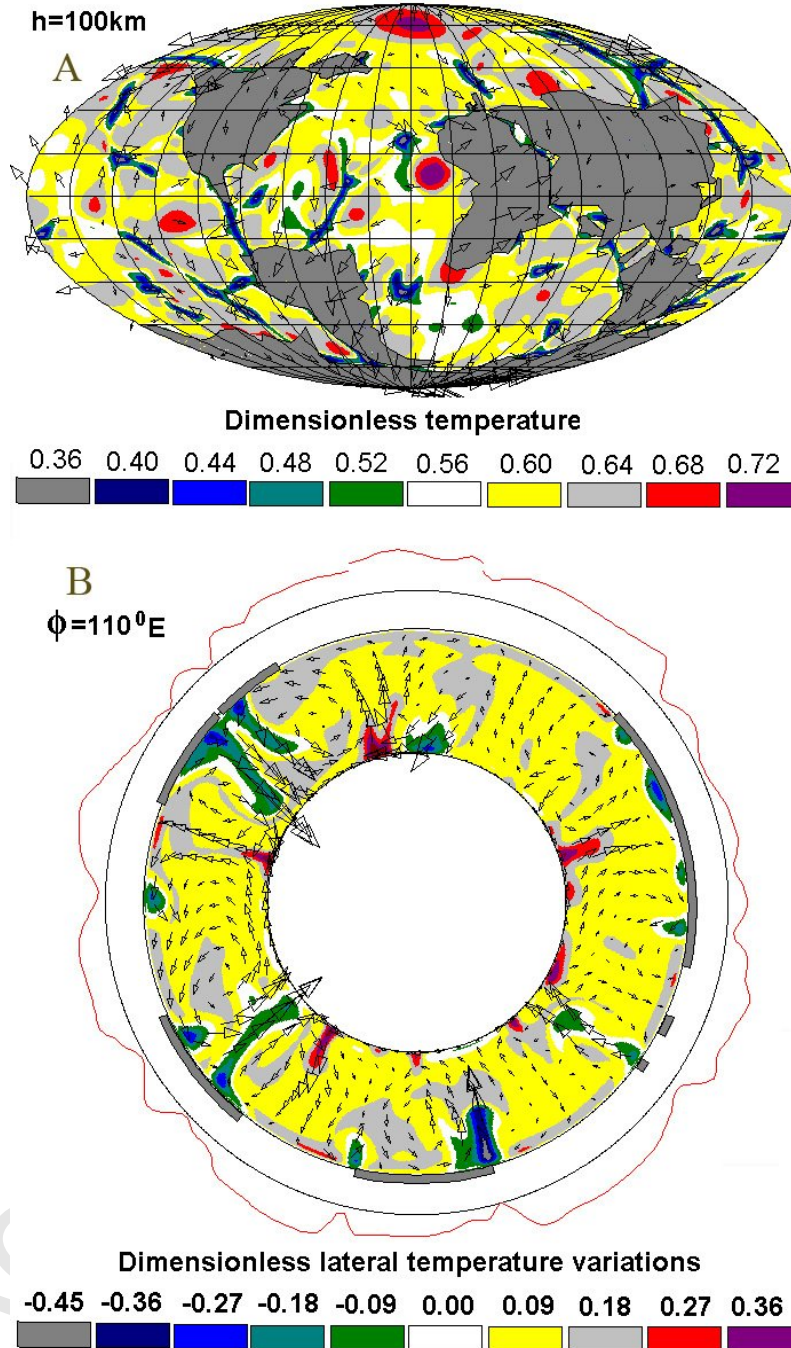 h=100km
A
Dimensionless temperature
0.36 0.40 0.44 0.48 0.52 0.56 0.60 0.64 0.68 0.72
B
ϕ=110⁰E
Dimensionless lateral temperature variations
-0.45 -0.36 -0.27 -0.18 -0.09 0.00 0.09 0.18 0.27 0.36